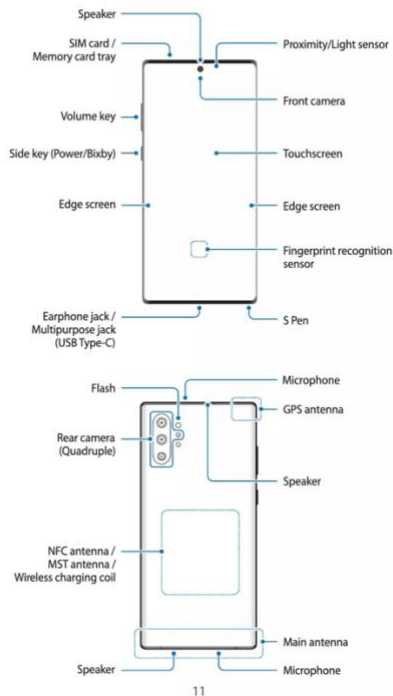 Speaker
SIM card /
Memory card tray
Proximity/Light sensor
Front camera
Volume key
Side key (Power/Bixby)
Touchscreen
Edge screen
Edge screen
Fingerprint recognition
sensor
Earphone jack /
Multipurpose jack
(USB Type-C)
S Pen
Microphone
Flash
GPS antenna
Rear camera
(Quadruple)
Speaker
NFC antenna /
MST antenna /
Wireless charging coil
Main antenna
Speaker
Microphone
11